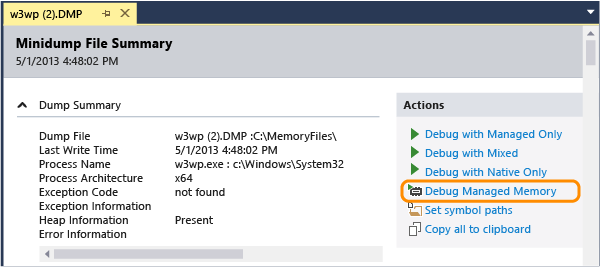 w3wp (2).DMP
Minidump File Summary
5/1/2013 4:48:02 PM
Dump Summary
Dump File w3wp (2).DMP :C:\MemoryFiles\
Last Write Time 5/1/2013 4:48:02 PM
Process Name w3wp.exe : c:\Windows\System32
Process Architecture x64
Exception Code not found
Exception Information
Heap Information Present
Error Information
Actions
Debug with Managed Only
Debug with Mixed
Debug with Native Only
Debug Managed Memory
Set symbol paths
Copy all to clipboard